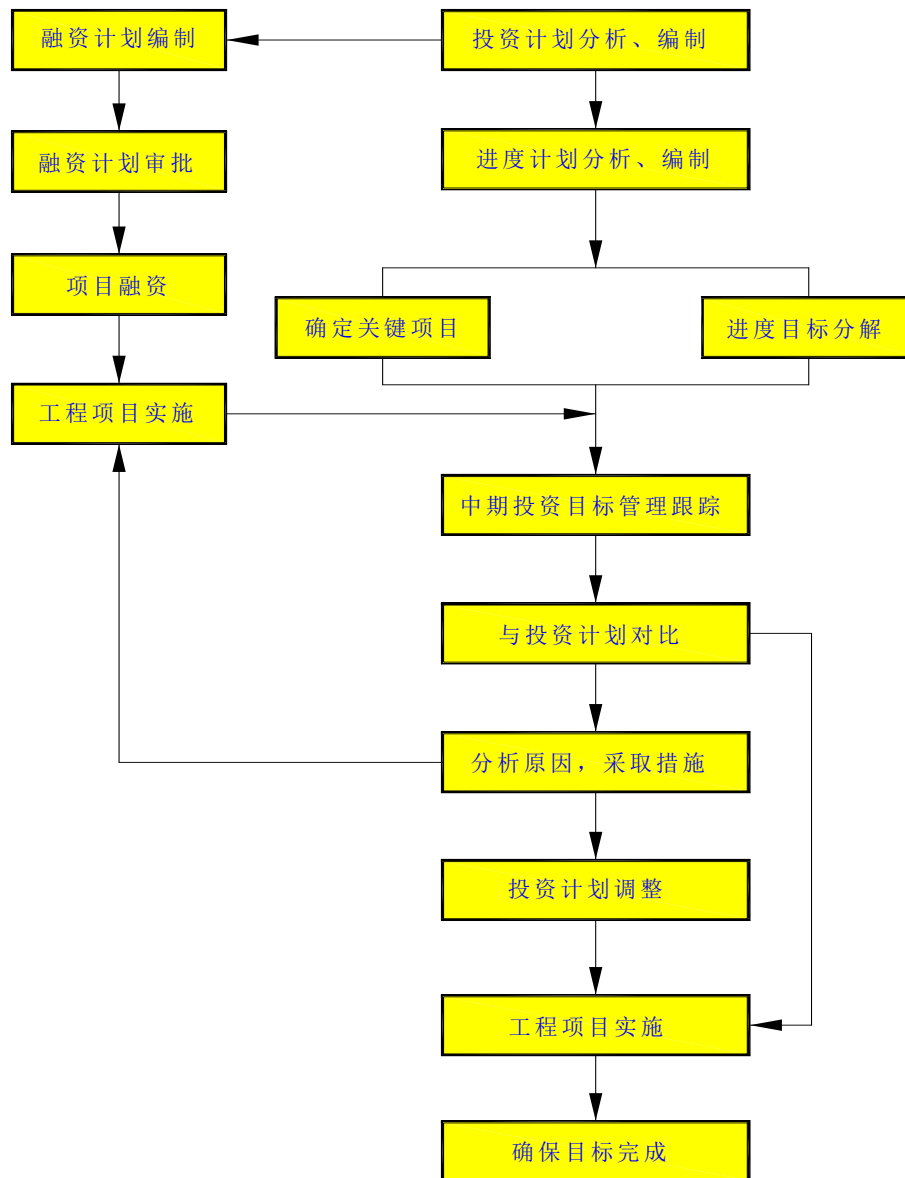 融资计划编制
投资计划分析、编制
融资计划审批
进度计划分析、编制
项目融资
确定关键项目
进度目标分解
工程项目实施
中期投资目标管理跟踪
与投资计划对比
分析原因，采取措施
投资计划调整
工程项目实施
确保目标完成